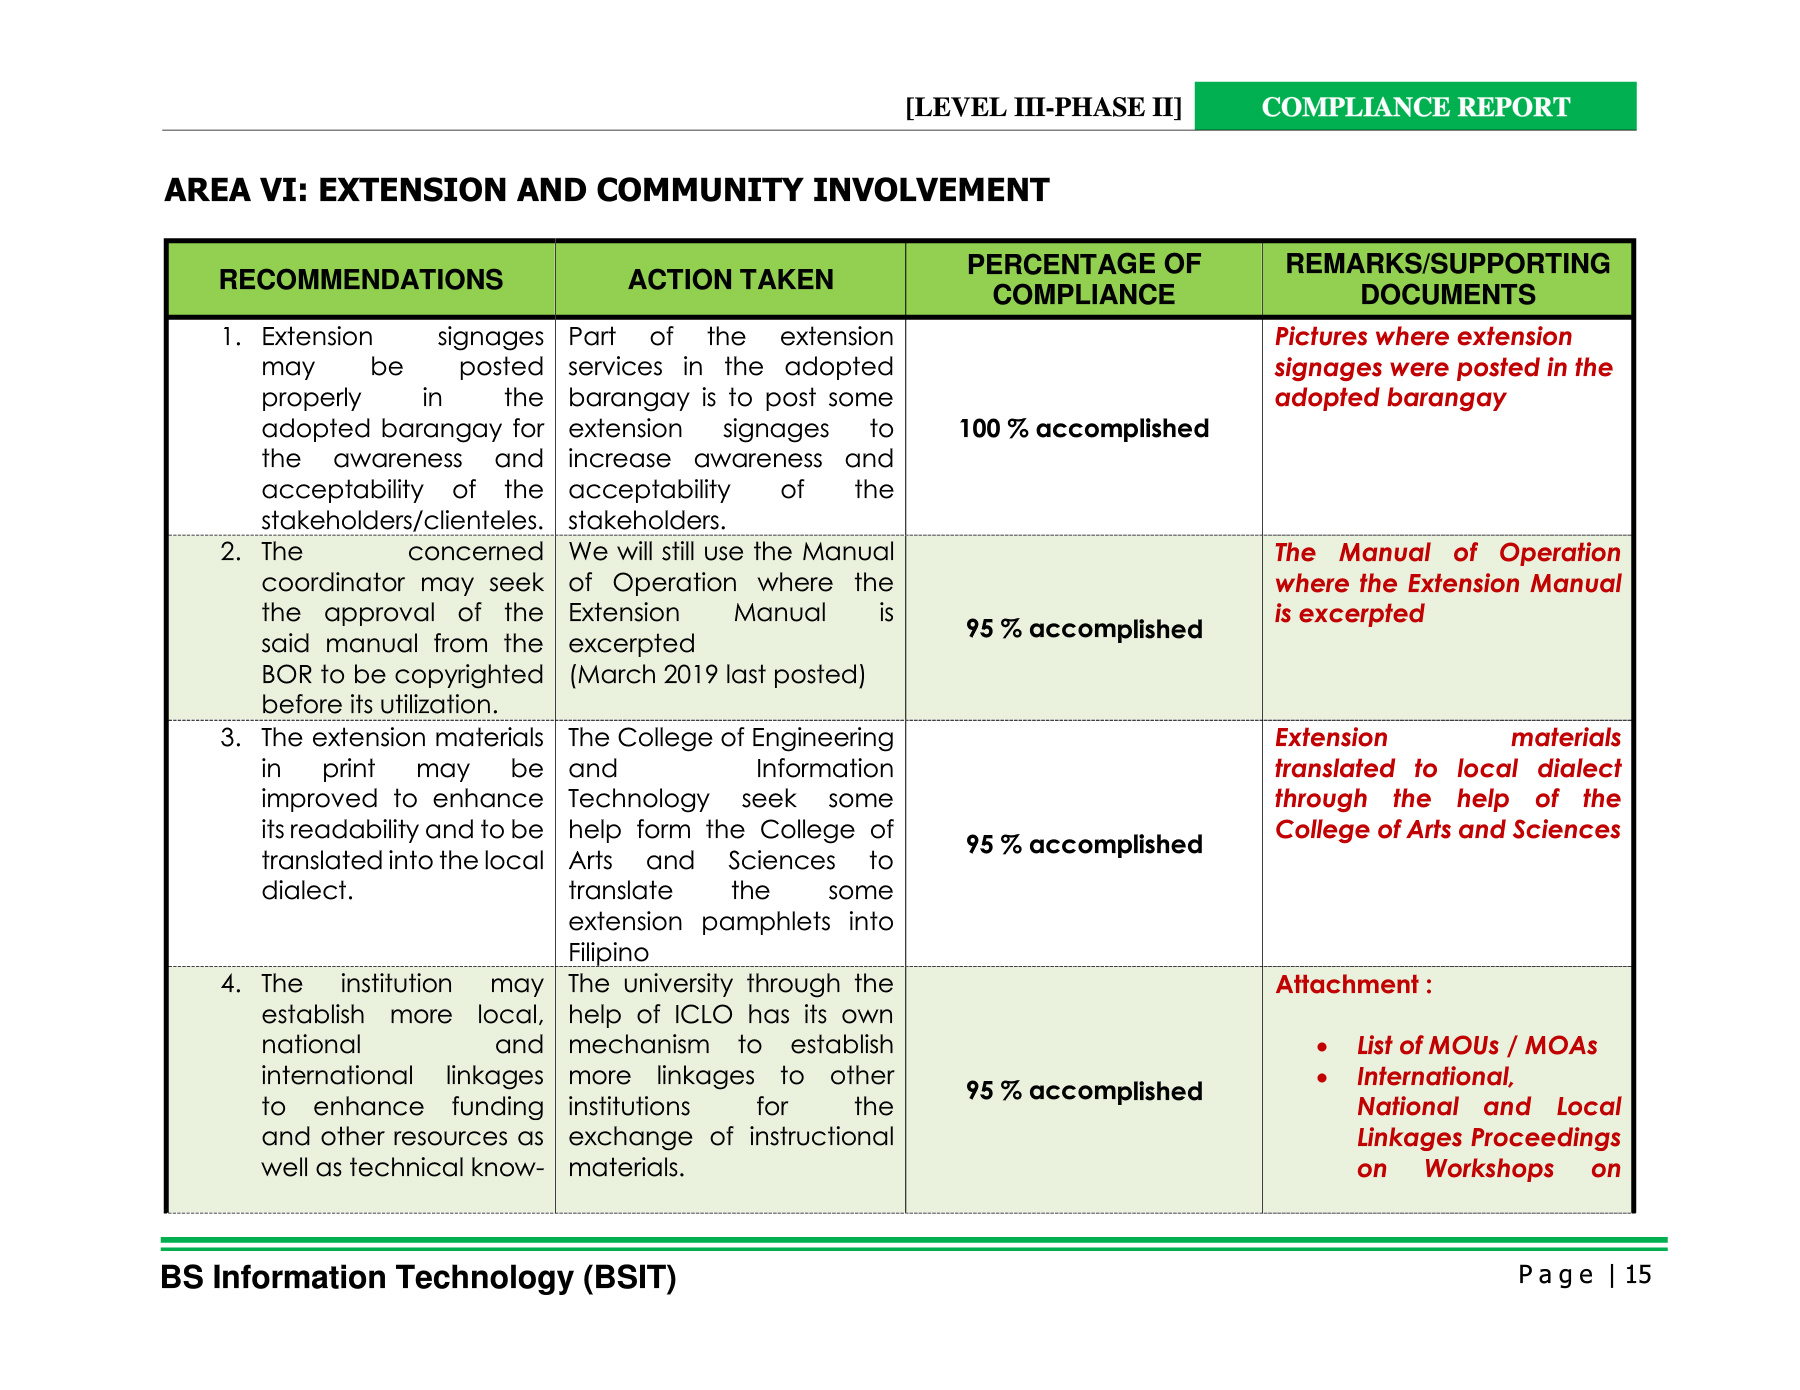 [LEVEL III-PHASE II] COMPLIANCE REPORT
AREA VI: EXTENSION AND COMMUNITY INVOLVEMENT
RECOMMENDATIONS
ACTION TAKEN
PERCENTAGE OF
COMPLIANCE
REMARKS/SUPPORTING
DOCUMENTS
1. Extension signages
may be posted
properly in the
adopted barangay for
the awareness and
acceptability of the
stakeholders/clienteles.
Part of the extension
services in the adopted
barangay is to post some
extension signages to
increase awareness and
acceptability of the
stakeholders.
100 % accomplished
Pictures where extension
signages were posted in the
adopted barangay
2. The concerned
coordinator may seek
the approval of the
said manual from the
BOR to be copyrighted
before its utilization.
We will still use the Manual
of Operation where the
Extension Manual is
excerpted
(March 2019 last posted)
95 % accomplished
The Manual of Operation
where the Extension Manual
is excerpted
3. The extension materials
in print may be
improved to enhance
its readability and to be
translated into the local
dialect.
The College of Engineering
and Information
Technology seek some
help form the College of
Arts and Sciences to
translate the some
extension pamphlets into
Filipino
95 % accomplished
Extension materials
translated to local dialect
through the help of the
College of Arts and Sciences
4. The institution may
establish more local,
national and
international linkages
to enhance funding
and other resources as
well as technical know-
The university through the
help of ICLO has its own
mechanism to establish
more linkages to other
institutions for the
exchange of instructional
materials.
95 % accomplished
Attachment :
• List of MOUs / MOAs
• International,
National and Local
Linkages Proceedings
on Workshops on
BS Information Technology (BSIT)
Page | 15